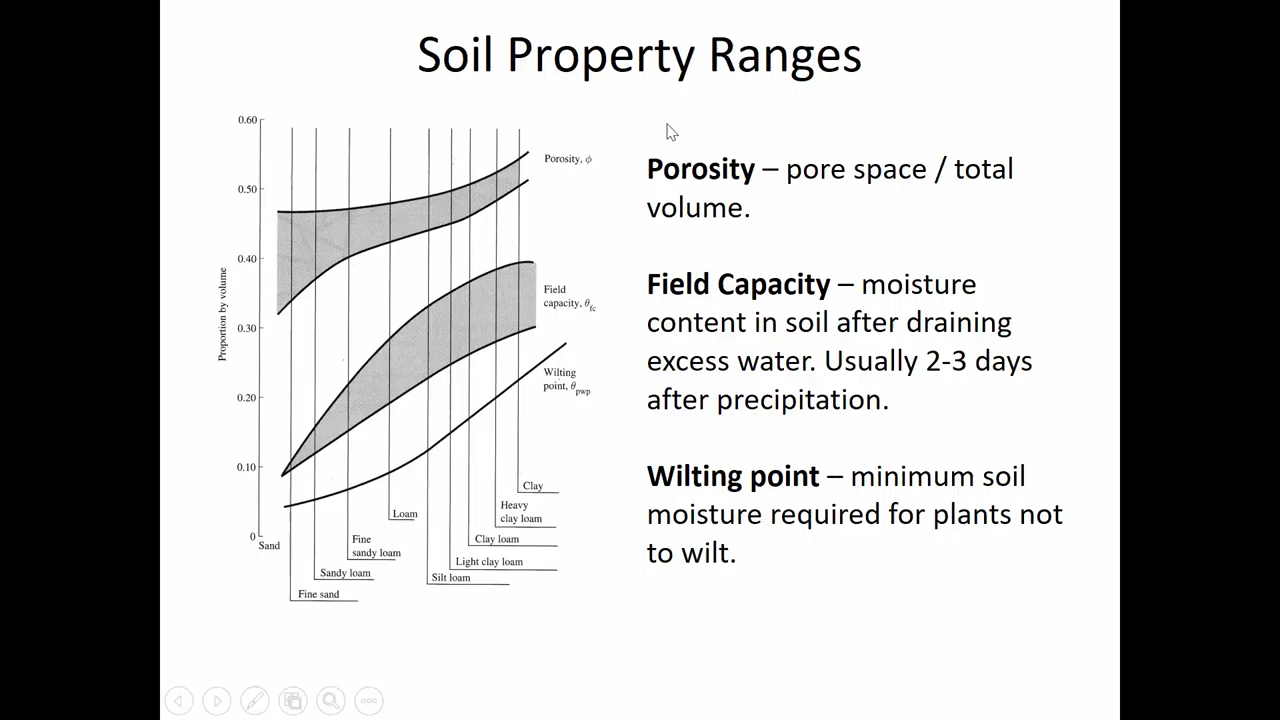 Soil Property Ranges
0.60
0.50
0.40
0.30
0.20
0.10
0
Proportion by volume
Porosity, ϕ
Field
capacity, θfc
Wilting
point, θpwp
Sand
Fine sand
Sandy loam
Fine
sandy loam
Loam
Silt loam
Light clay loam
Clay loam
Heavy
clay loam
Clay
Porosity – pore space / total
volume.
Field Capacity – moisture
content in soil after draining
excess water. Usually 2-3 days
after precipitation.
Wilting point – minimum soil
moisture required for plants not
to wilt.